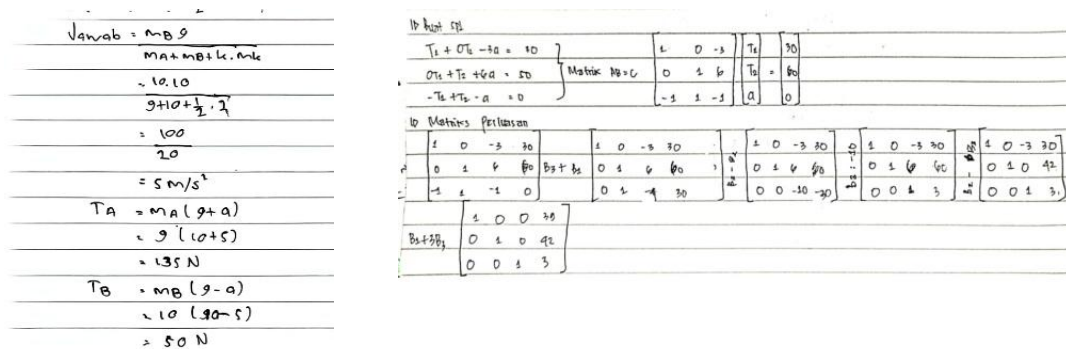 Jawab = mB g
mA+mB+k.mk
= 10.10
9+10+½.2
= 100
20
= 5 m/s²
TA = mA (g+a)
= 9 (10+5)
= 135 N
TB = mB (g-a)
= 10 (10-5)
= 50 N
T1 + 0T2 - 3a = 30
0T1 + T2 + 6a = 50
-T1 + T2 - a = 0
Matrix AB=C
1 0 -3 T1 30
0 1 6 T2 = 60
-1 1 -1 a 0
Matriks Perluasan
1 0 -3 30
0 1 6 60
-1 1 -1 0
B3 + B1
1 0 -3 30
0 1 6 60
0 1 -4 30
1 0 -3 30
0 1 6 60
0 0 -10 -30
1 0 -3 30
0 1 6 60
0 0 1 3
1 0 -3 30
0 1 0 42
0 0 1 3
B1+3B3
1 0 0 39
0 1 0 42
0 0 1 3